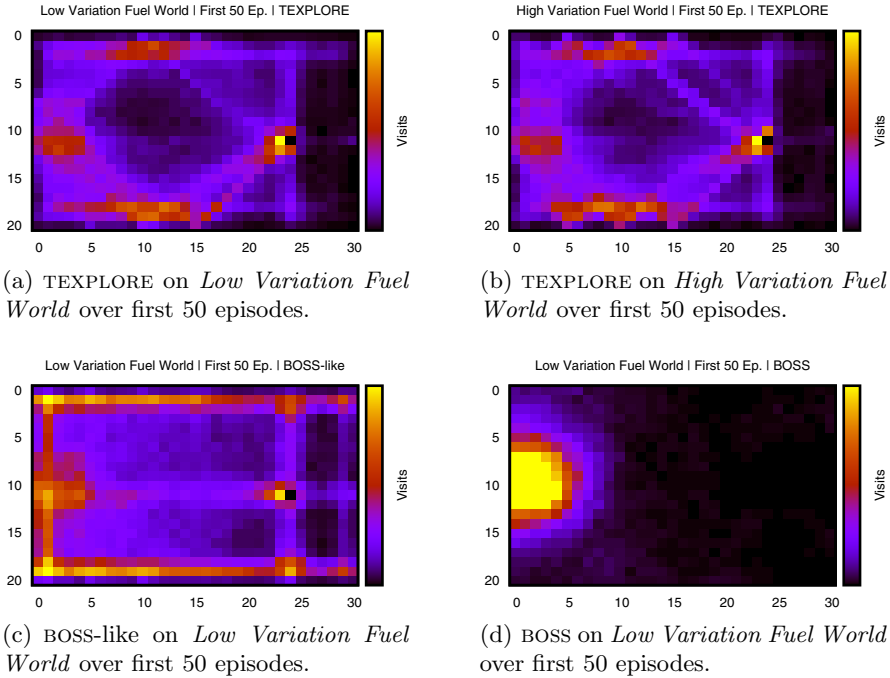 Low Variation Fuel World | First 50 Ep. | TEXPLORE
0
5
10
15
20
0 5 10 15 20 25 30
Visits
(a) TEXPLORE on Low Variation Fuel
World over first 50 episodes.
High Variation Fuel World | First 50 Ep. | TEXPLORE
0
5
10
15
20
0 5 10 15 20 25 30
Visits
(b) TEXPLORE on High Variation Fuel
World over first 50 episodes.
Low Variation Fuel World | First 50 Ep. | BOSS-like
0
5
10
15
20
0 5 10 15 20 25 30
Visits
(c) BOSS-like on Low Variation Fuel
World over first 50 episodes.
Low Variation Fuel World | First 50 Ep. | BOSS
0
5
10
15
20
0 5 10 15 20 25 30
Visits
(d) BOSS on Low Variation Fuel World
over first 50 episodes.